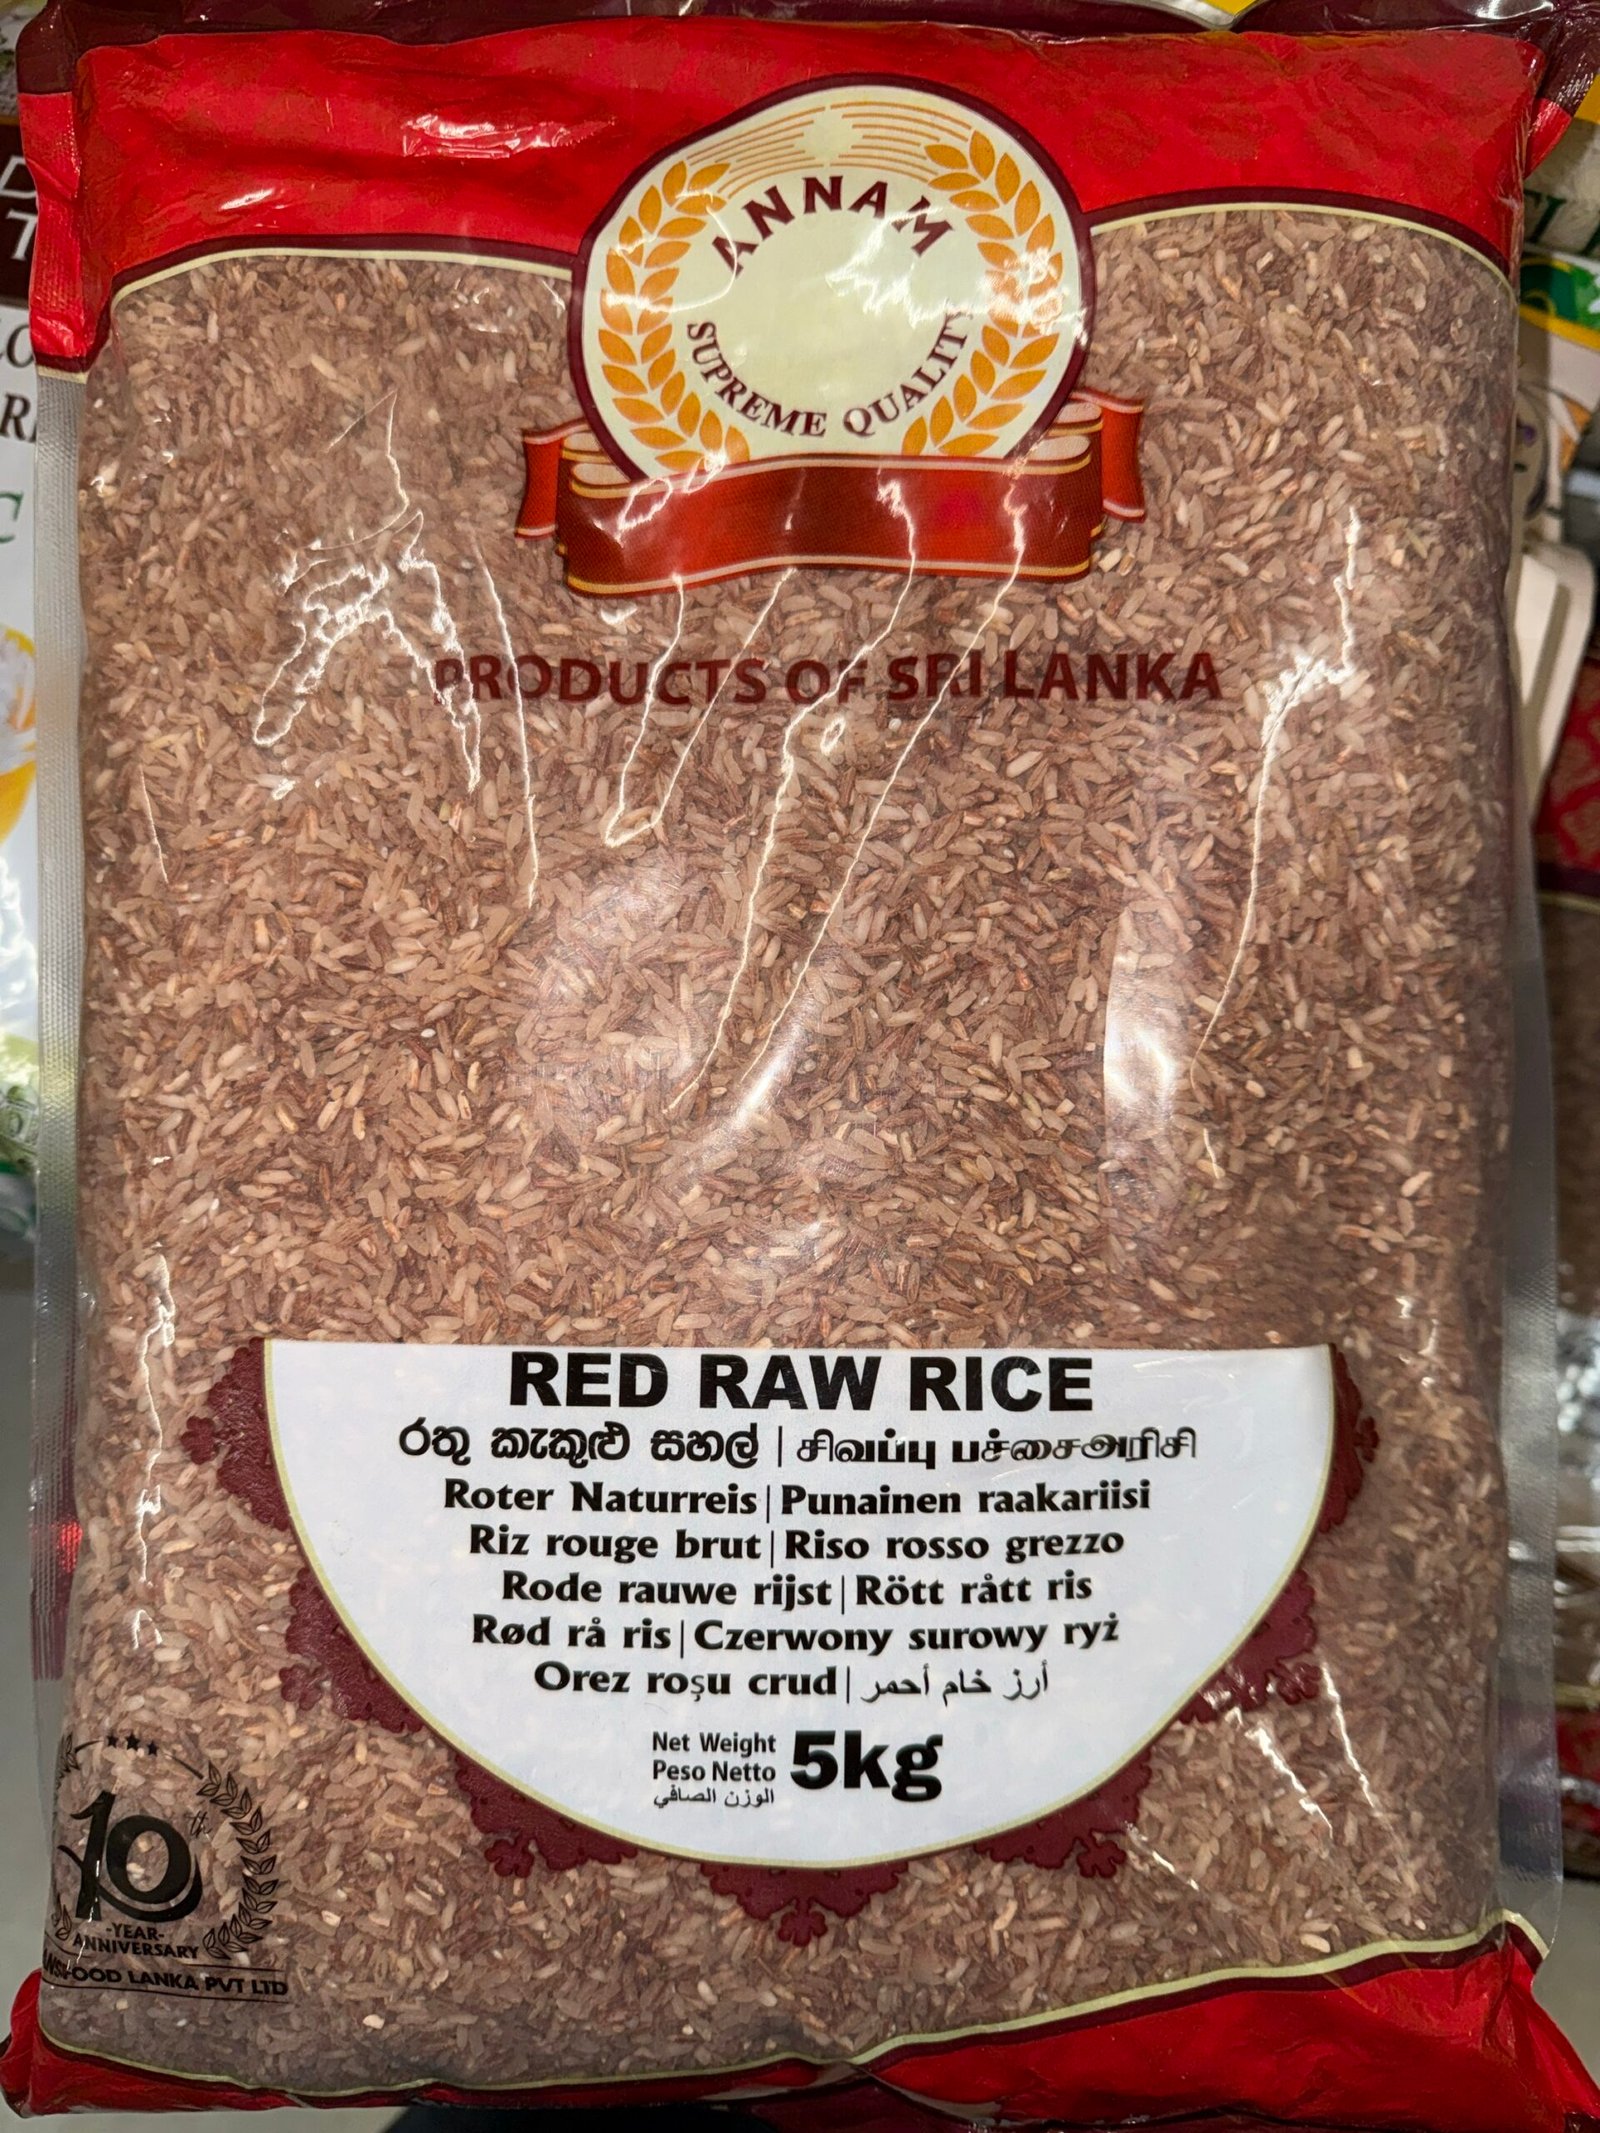 ANNAM
SUPREME QUALITY
PRODUCTS OF SRI LANKA
RED RAW RICE
රතු කැකුළු සහල් | சிவப்பு பச்சைஅரிசி
Roter Naturreis | Punainen raakariisi
Riz rouge brut | Riso rosso grezzo
Rode rauwe rijst | Rött rått ris
Rød rå ris | Czerwony surowy ryż
Orez roşu crud | أرز خام أحمر
Net Weight
Peso Netto
الوزن الصافي
5kg
10th
-YEAR-
ANNIVERSARY
FOOD LANKA PVT LTD